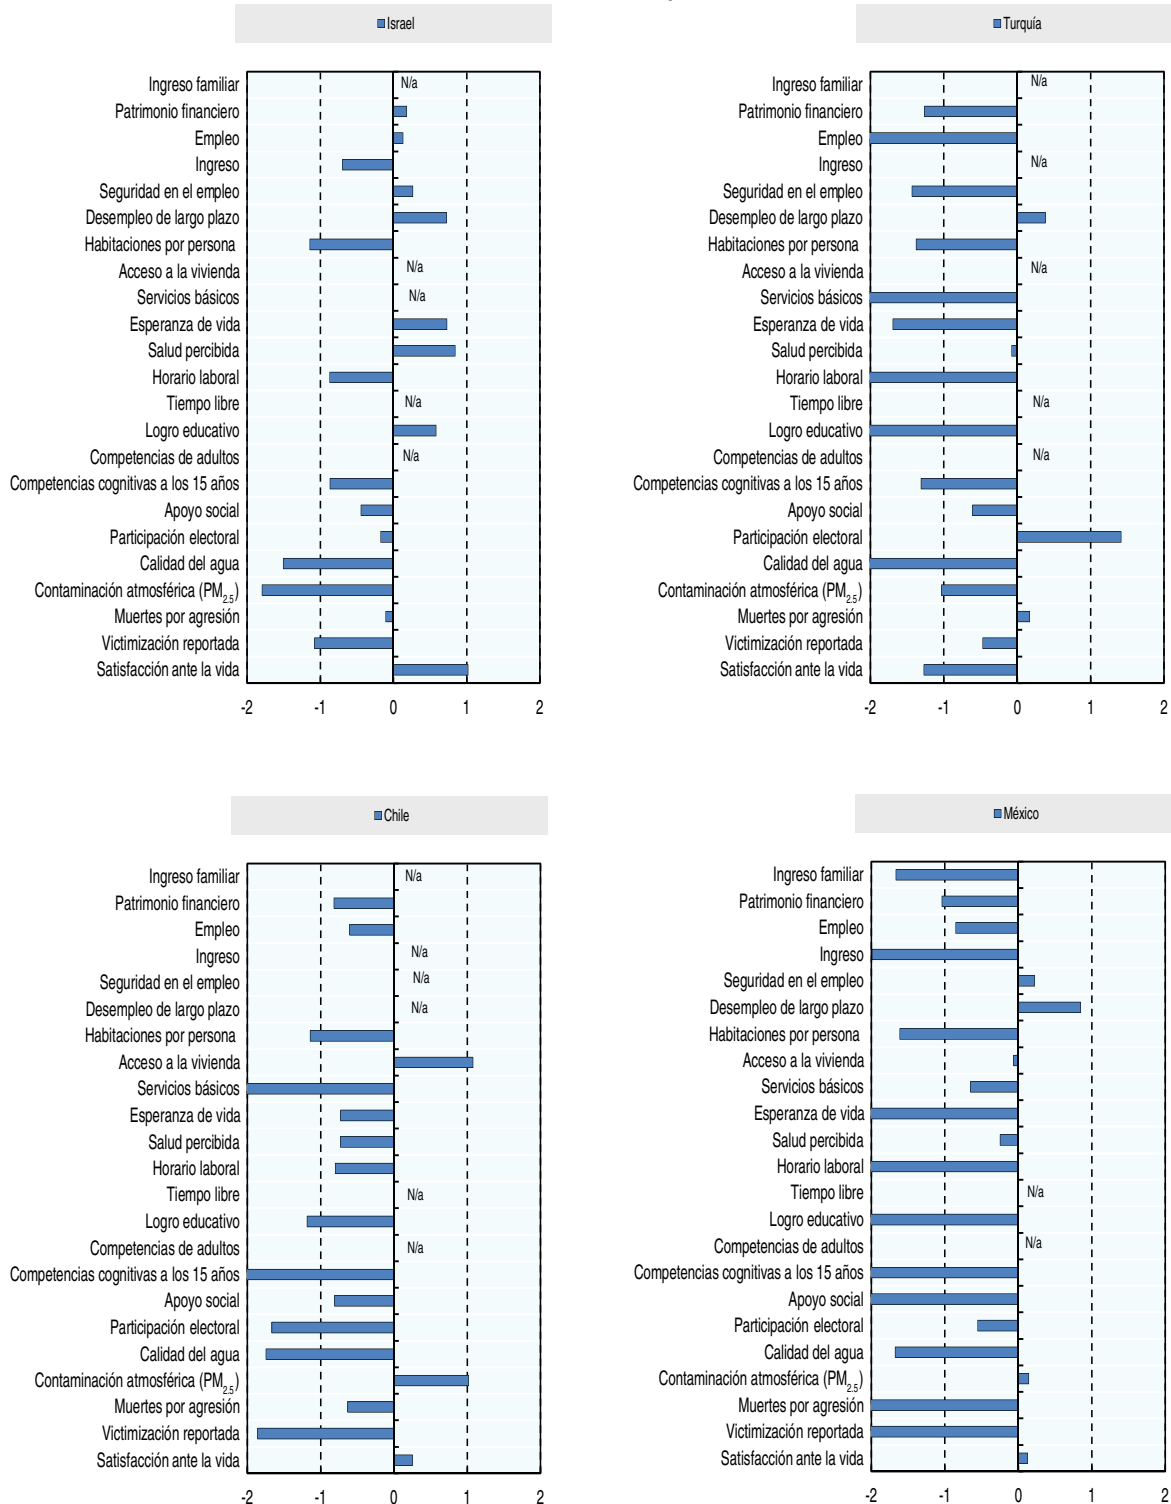 Israel
Ingreso familiar N/a
Patrimonio financiero
Empleo
Ingreso
Seguridad en el empleo
Desempleo de largo plazo
Habitaciones por persona
Acceso a la vivienda N/a
Servicios básicos N/a
Esperanza de vida
Salud percibida
Horario laboral
Tiempo libre N/a
Logro educativo
Competencias de adultos N/a
Competencias cognitivas a los 15 años
Apoyo social
Participación electoral
Calidad del agua
Contaminación atmosférica (PM2.5)
Muertes por agresión
Victimización reportada
Satisfacción ante la vida
-2 -1 0 1 2
Turquía
Ingreso familiar N/a
Patrimonio financiero
Empleo
Ingreso N/a
Seguridad en el empleo
Desempleo de largo plazo
Habitaciones por persona
Acceso a la vivienda N/a
Servicios básicos
Esperanza de vida
Salud percibida
Horario laboral
Tiempo libre N/a
Logro educativo
Competencias de adultos N/a
Competencias cognitivas a los 15 años
Apoyo social
Participación electoral
Calidad del agua
Contaminación atmosférica (PM2.5)
Muertes por agresión
Victimización reportada
Satisfacción ante la vida
-2 -1 0 1 2
Chile
Ingreso familiar N/a
Patrimonio financiero
Empleo
Ingreso N/a
Seguridad en el empleo N/a
Desempleo de largo plazo N/a
Habitaciones por persona
Acceso a la vivienda
Servicios básicos
Esperanza de vida
Salud percibida
Horario laboral
Tiempo libre N/a
Logro educativo
Competencias de adultos N/a
Competencias cognitivas a los 15 años
Apoyo social
Participación electoral
Calidad del agua
Contaminación atmosférica (PM2.5)
Muertes por agresión
Victimización reportada
Satisfacción ante la vida
-2 -1 0 1 2
México
Ingreso familiar
Patrimonio financiero
Empleo
Ingreso
Seguridad en el empleo
Desempleo de largo plazo
Habitaciones por persona
Acceso a la vivienda
Servicios básicos
Esperanza de vida
Salud percibida
Horario laboral
Tiempo libre N/a
Logro educativo
Competencias de adultos N/a
Competencias cognitivas a los 15 años
Apoyo social
Participación electoral
Calidad del agua
Contaminación atmosférica (PM2.5)
Muertes por agresión
Victimización reportada
Satisfacción ante la vida
-2 -1 0 1 2